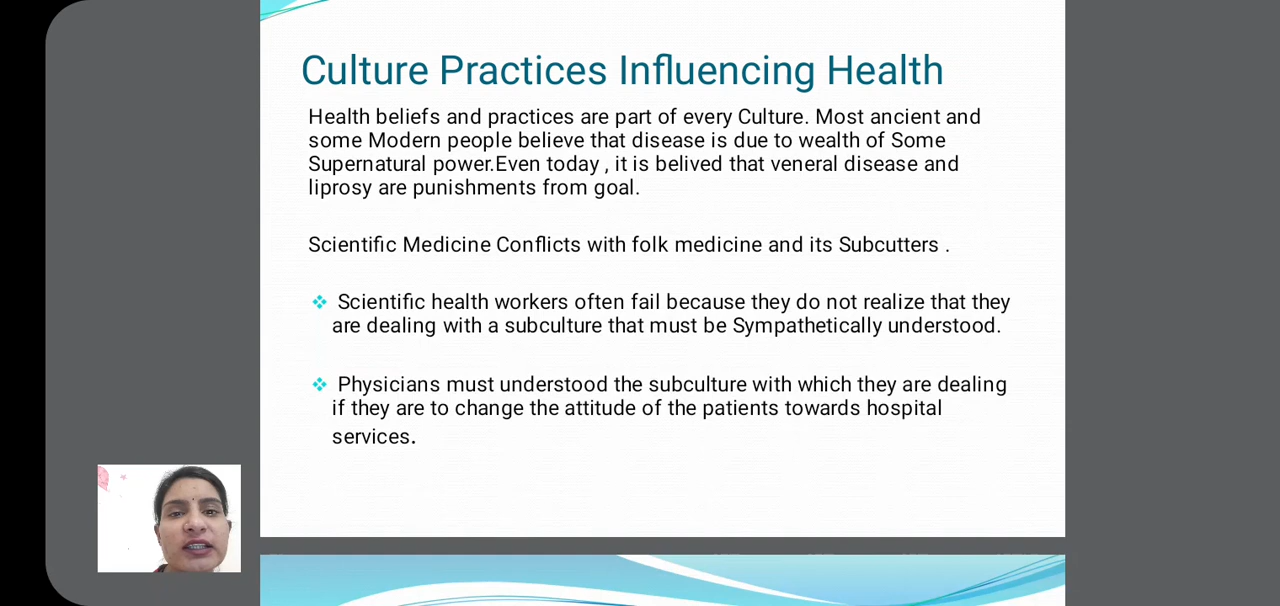 Culture Practices Influencing Health
Health beliefs and practices are part of every Culture. Most ancient and
some Modern people believe that disease is due to wealth of Some
Supernatural power.Even today , it is belived that veneral disease and
liprosy are punishments from goal.
Scientific Medicine Conflicts with folk medicine and its Subcutters .
❖ Scientific health workers often fail because they do not realize that they
are dealing with a subculture that must be Sympathetically understood.
❖ Physicians must understood the subculture with which they are dealing
if they are to change the attitude of the patients towards hospital
services.